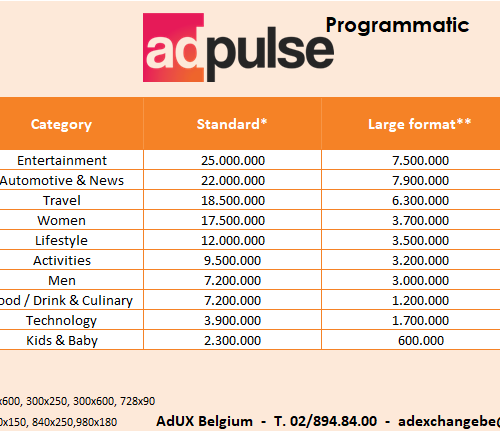 adpulse Programmatic
Category Standard* Large format**
Entertainment 25.000.000 7.500.000
Automotive & News 22.000.000 7.900.000
Travel 18.500.000 6.300.000
Women 17.500.000 3.700.000
Lifestyle 12.000.000 3.500.000
Activities 9.500.000 3.200.000
Men 7.200.000 3.000.000
ood / Drink & Culinary 7.200.000 1.200.000
Technology 3.900.000 1.700.000
Kids & Baby 2.300.000 600.000
x600, 300x250, 300x600, 728x90
0x150, 840x250,980x180 AdUX Belgium - T. 02/894.84.00 - adexchangebe@